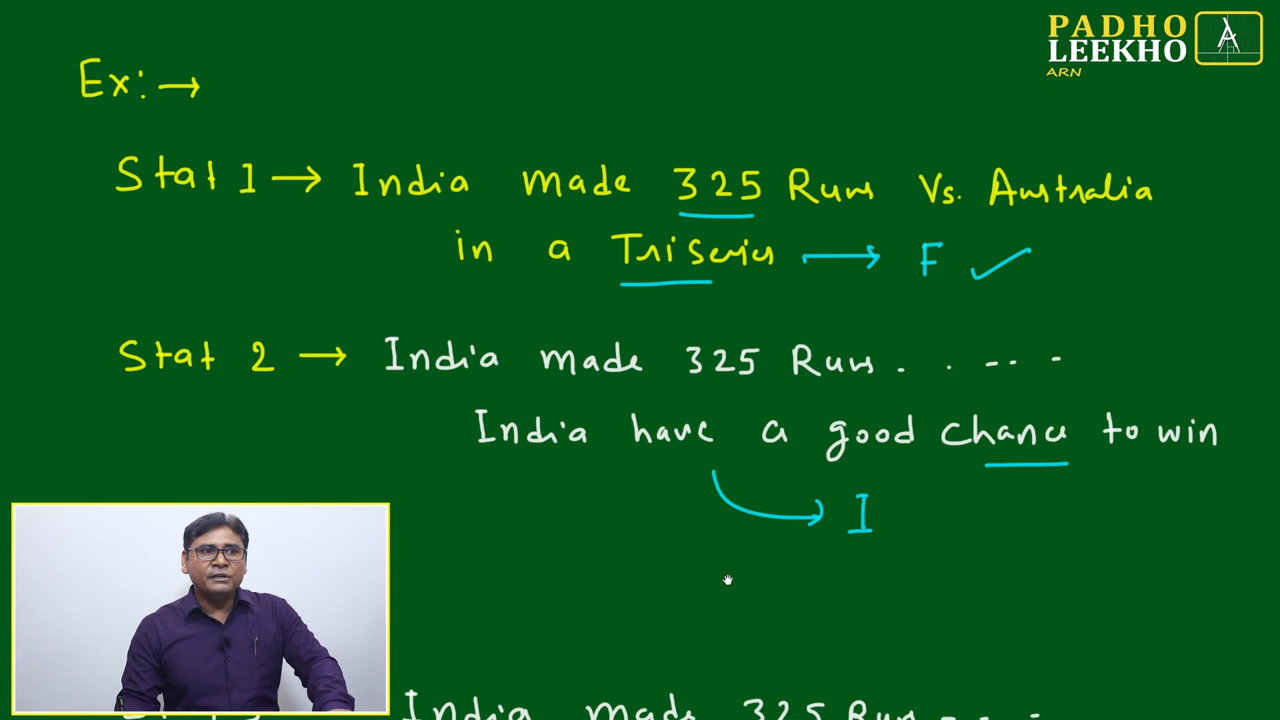 PADHO
LEEKHO
ARN
Ex:→
Stat 1 → India made 325 Runs Vs. Australia
in a Triseries → F ✓
Stat 2 → India made 325 Runs . . -- -
India have a good chance to win
I
India made 325 Runs -- -